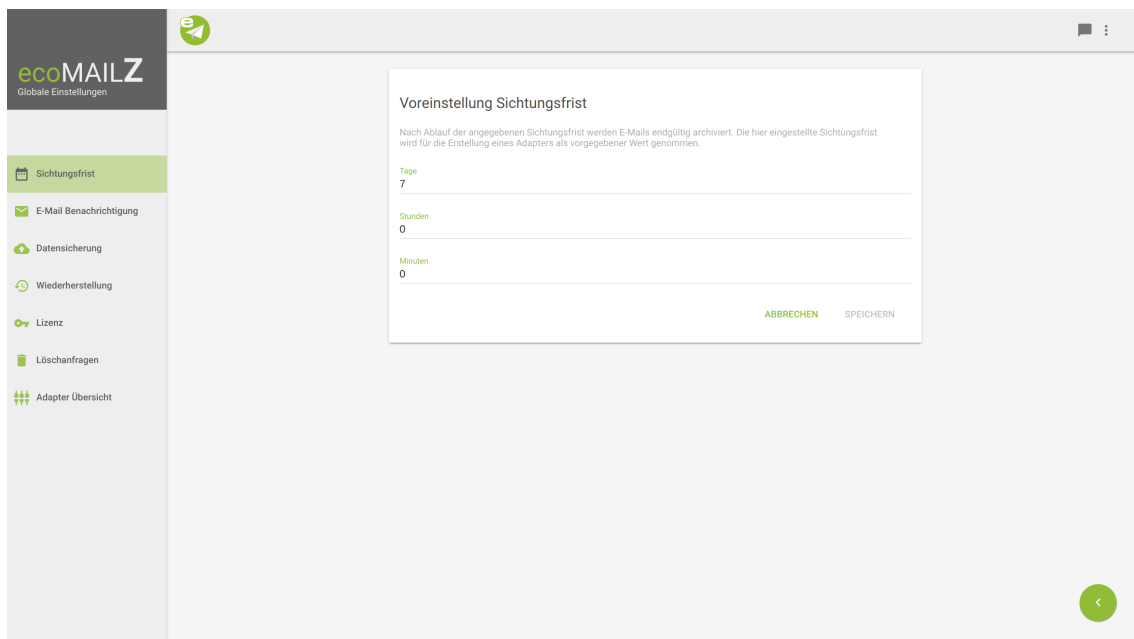 ecoMAILZ
Globale Einstellungen
Sichtungsfrist
E-Mail Benachrichtigung
Datensicherung
Wiederherstellung
Lizenz
Löschanfragen
Adapter Übersicht
e
Voreinstellung Sichtungsfrist
Nach Ablauf der angegebenen Sichtungsfrist werden E-Mails endgültig archiviert. Die hier eingestellte Sichtungsfrist
wird für die Erstellung eines Adapters als vorgegebener Wert genommen.
Tage
7
Stunden
0
Minuten
0
ABBRECHEN SPEICHERN